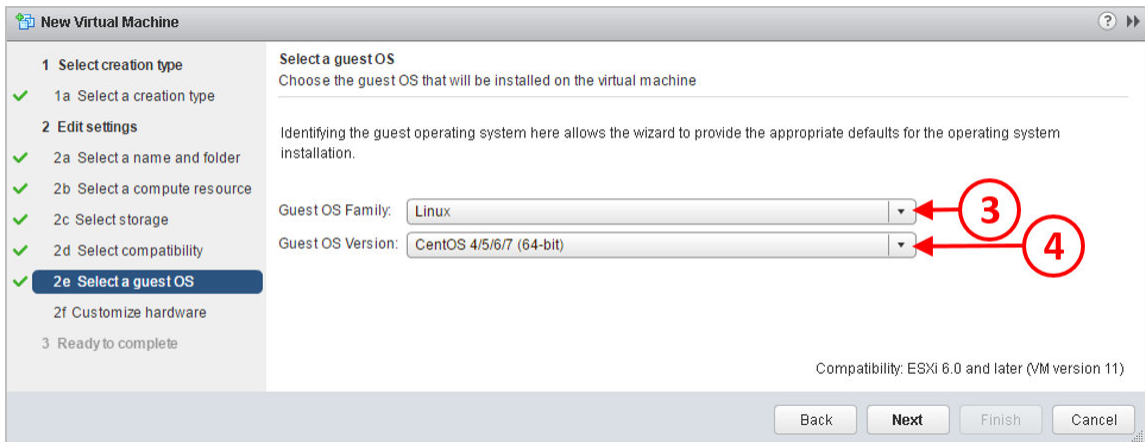 New Virtual Machine
?
1 Select creation type
1a Select a creation type
2 Edit settings
2a Select a name and folder
2b Select a compute resource
2c Select storage
2d Select compatibility
2e Select a guest OS
2f Customize hardware
3 Ready to complete
Select a guest OS
Choose the guest OS that will be installed on the virtual machine
Identifying the guest operating system here allows the wizard to provide the appropriate defaults for the operating system
installation.
Guest OS Family: Linux
3
Guest OS Version: CentOS 4/5/6/7 (64-bit)
4
Compatibility: ESXi 6.0 and later (VM version 11)
Back Next Finish Cancel